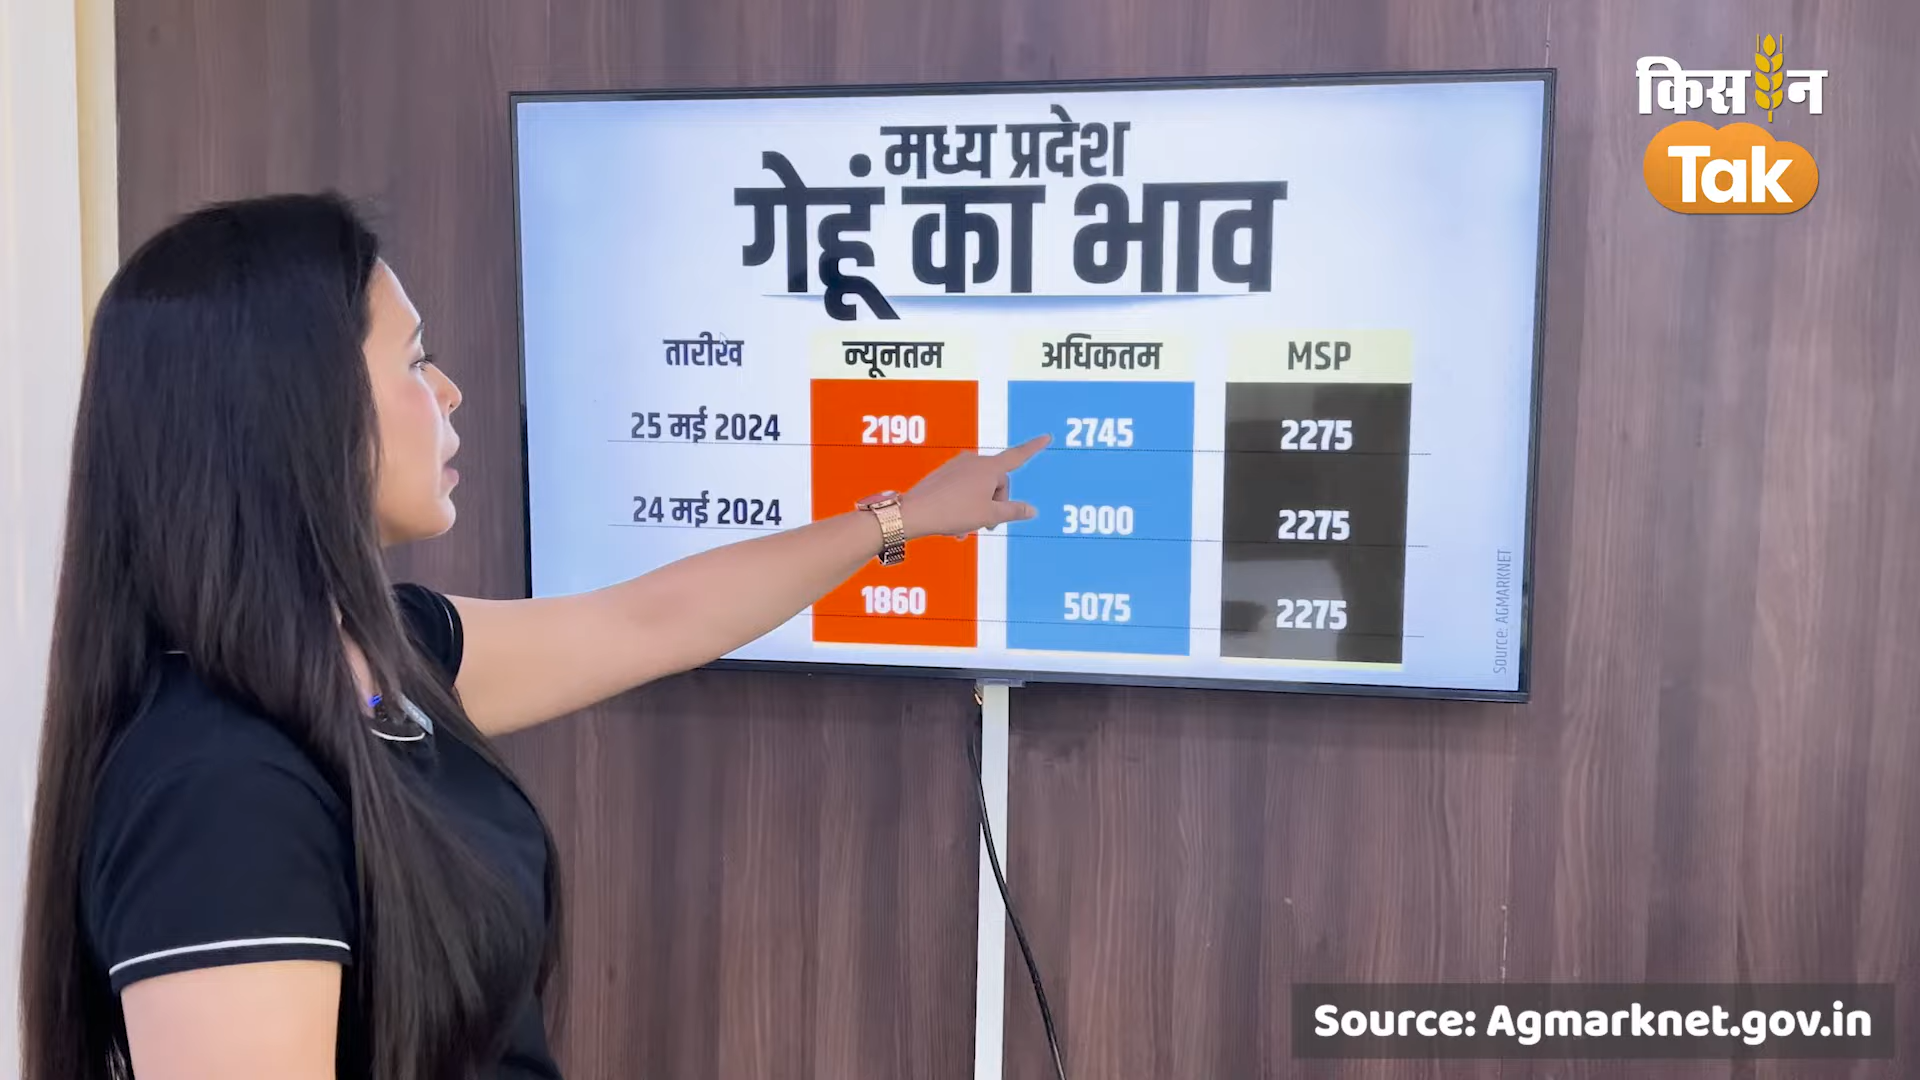 किसान
Tak
मध्य प्रदेश
गेहूं का भाव
तारीख न्यूनतम अधिकतम MSP
25 मई 2024 2190 2745 2275
24 मई 2024 3900 2275
1860 5075 2275
Source: AGMARKNET
Source: Agmarknet.gov.in